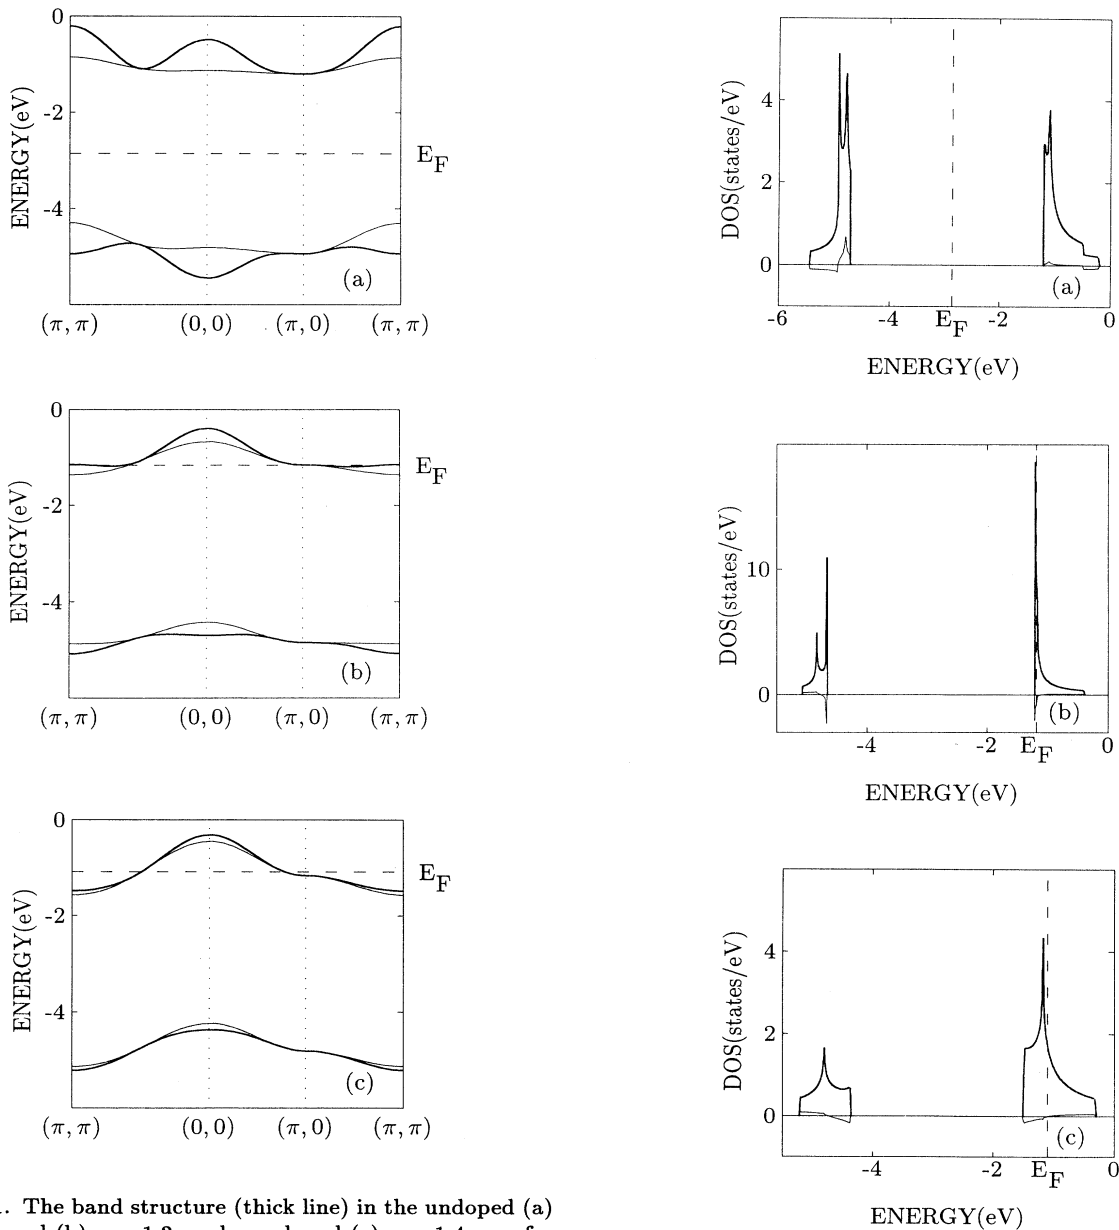 0
-2
-4
ENERGY(eV)
E_F
(a)
(π, π)
(0, 0)
(π, 0)
(π, π)
0
-2
-4
ENERGY(eV)
E_F
(b)
(π, π)
(0, 0)
(π, 0)
(π, π)
0
-2
-4
ENERGY(eV)
E_F
(c)
(π, π)
(0, 0)
(π, 0)
(π, π)
. The band structure (thick line) in the undoped (a)
4
2
0
DOS(states/eV)
(a)
-6 -4 E_F -2 0
ENERGY(eV)
10
0
DOS(states/eV)
(b)
-4 -2 E_F 0
ENERGY(eV)
4
2
0
DOS(states/eV)
(c)
-4 -2 E_F 0
ENERGY(eV)